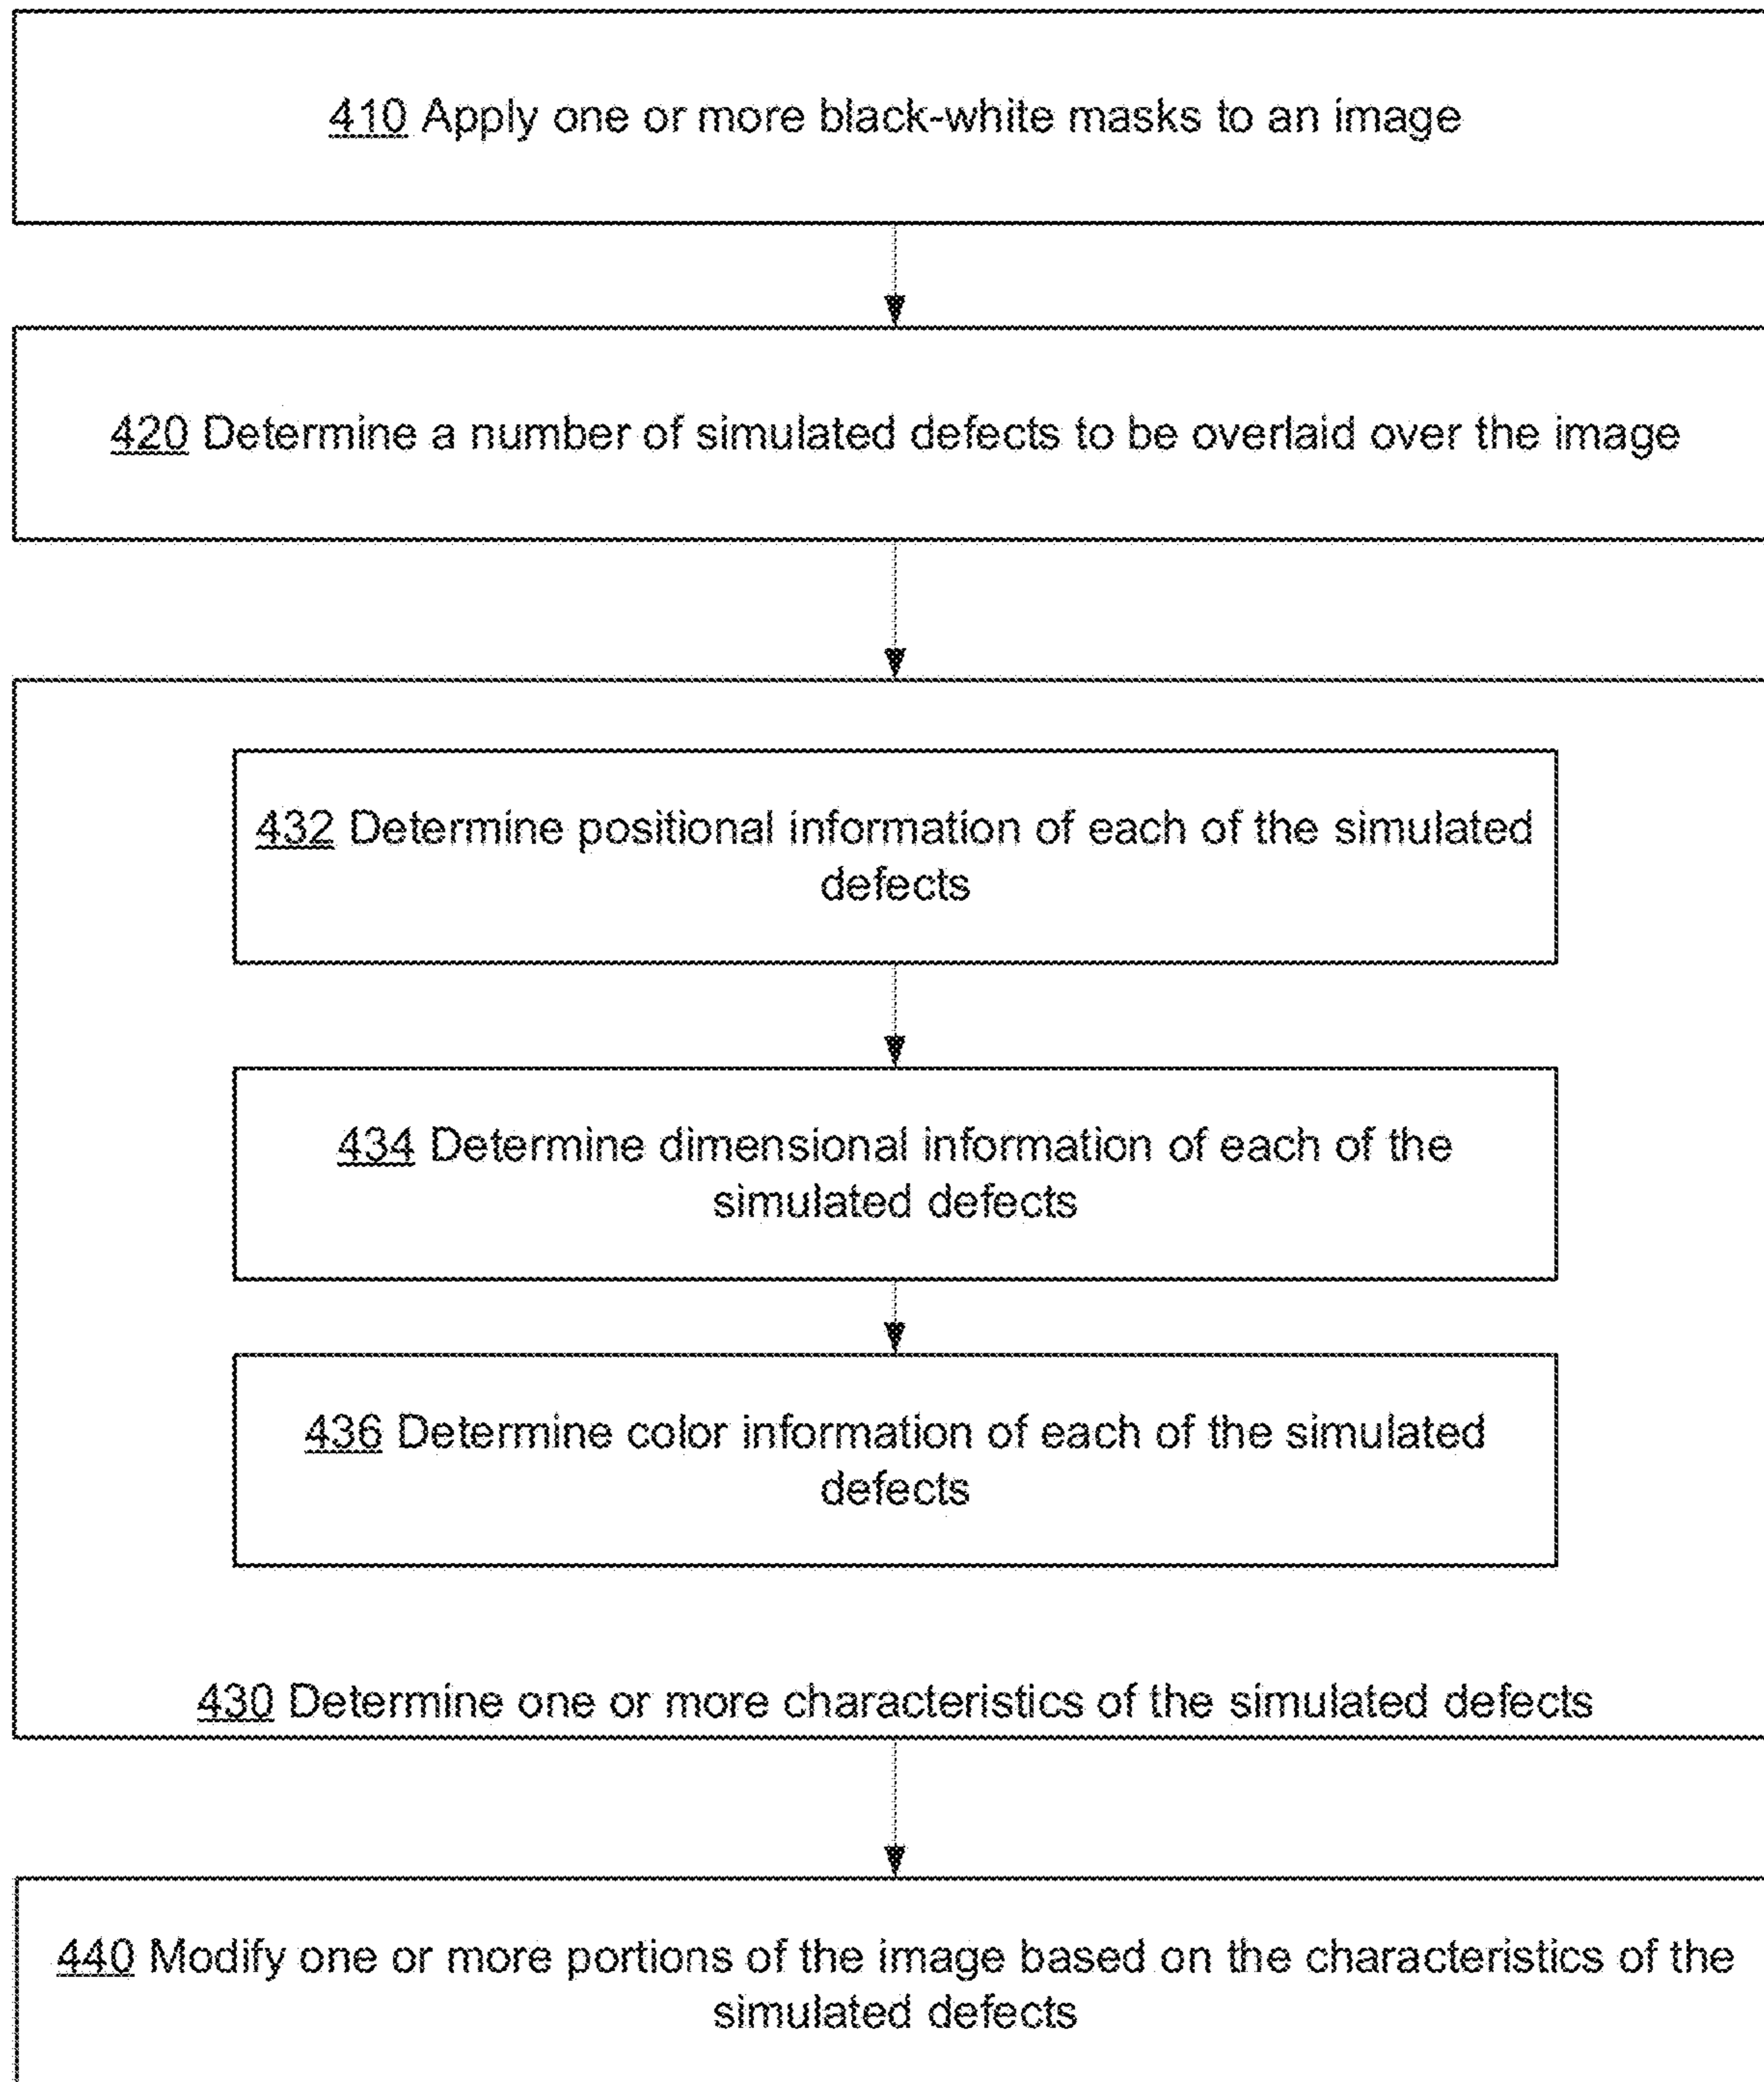 410 Apply one or more black-white masks to an image
420 Determine a number of simulated defects to be overlaid over the image
432 Determine positional information of each of the simulated
defects
434 Determine dimensional information of each of the
simulated defects
436 Determine color information of each of the simulated
defects
430 Determine one or more characteristics of the simulated defects
440 Modify one or more portions of the image based on the characteristics of the
simulated defects